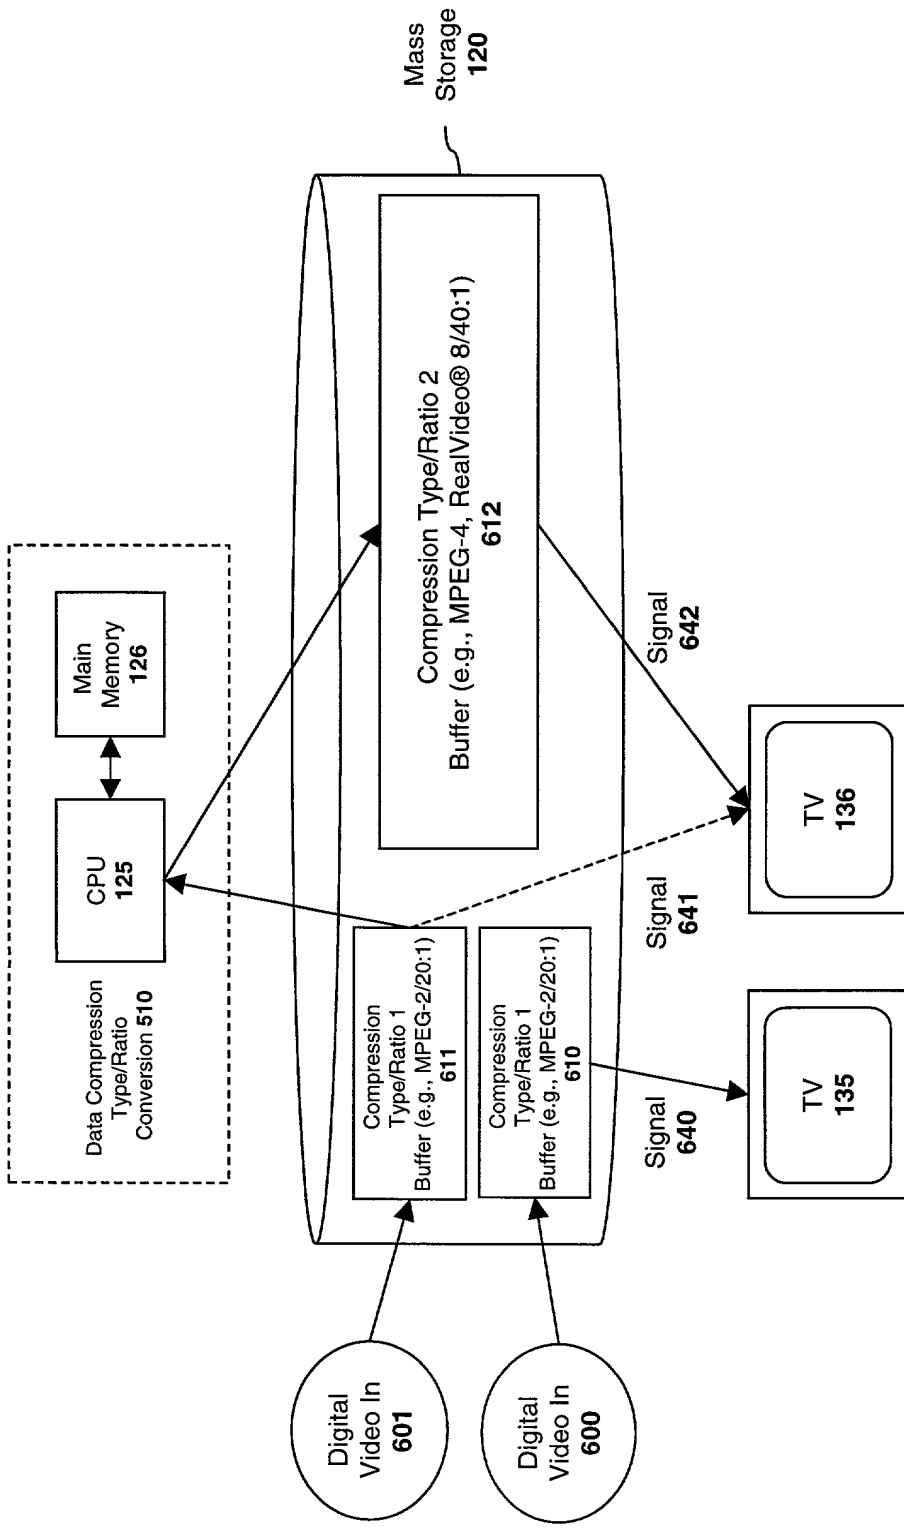 Data Compression
Type/Ratio
Conversion 510
CPU
125
Main
Memory
126
Mass
Storage
120
Digital
Video In
601
Compression
Type/Ratio 1
Buffer (e.g., MPEG-2/20:1)
611
Compression Type/Ratio 2
Buffer (e.g., MPEG-4, RealVideo® 8/40:1)
612
Digital
Video In
600
Compression
Type/Ratio 1
Buffer (e.g., MPEG-2/20:1)
610
Signal
640
Signal
641
Signal
642
TV
135
TV
136